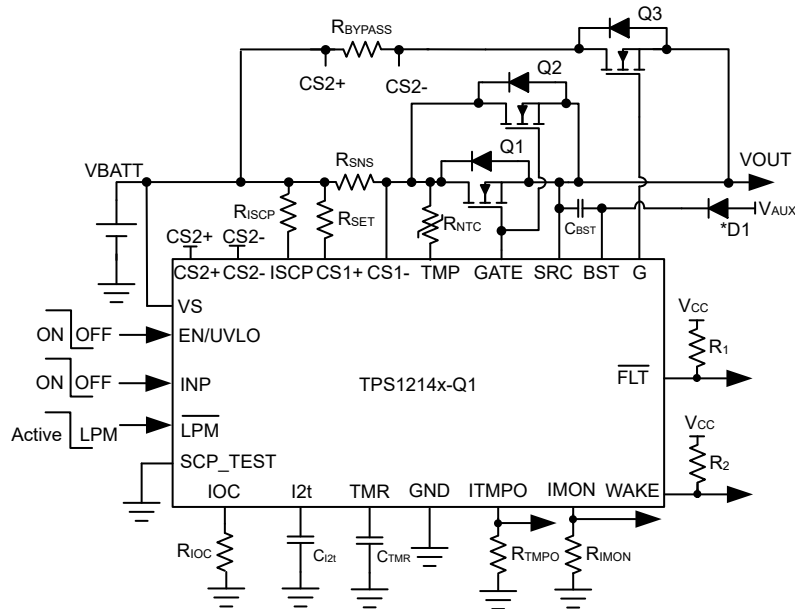 Q3
RBYPASS
CS2+
CS2-
Q2
VBATT
RSNS
Q1
VOUT
RISCP
RSET
RNTC
CBST
*D1
VAUX
CS2+
CS2-
CS2+ CS2- ISCP CS1+ CS1- TMP GATE SRC BST G
VS
ON OFF
EN/UVLO
VCC
R1
ON OFF
INP
TPS1214x-Q1
FLT
Active LPM
LPM
VCC
R2
SCP_TEST
IOC I2t TMR GND ITMPO IMON WAKE
RIOC
CI2t
CTMR
RTMPO
RIMON